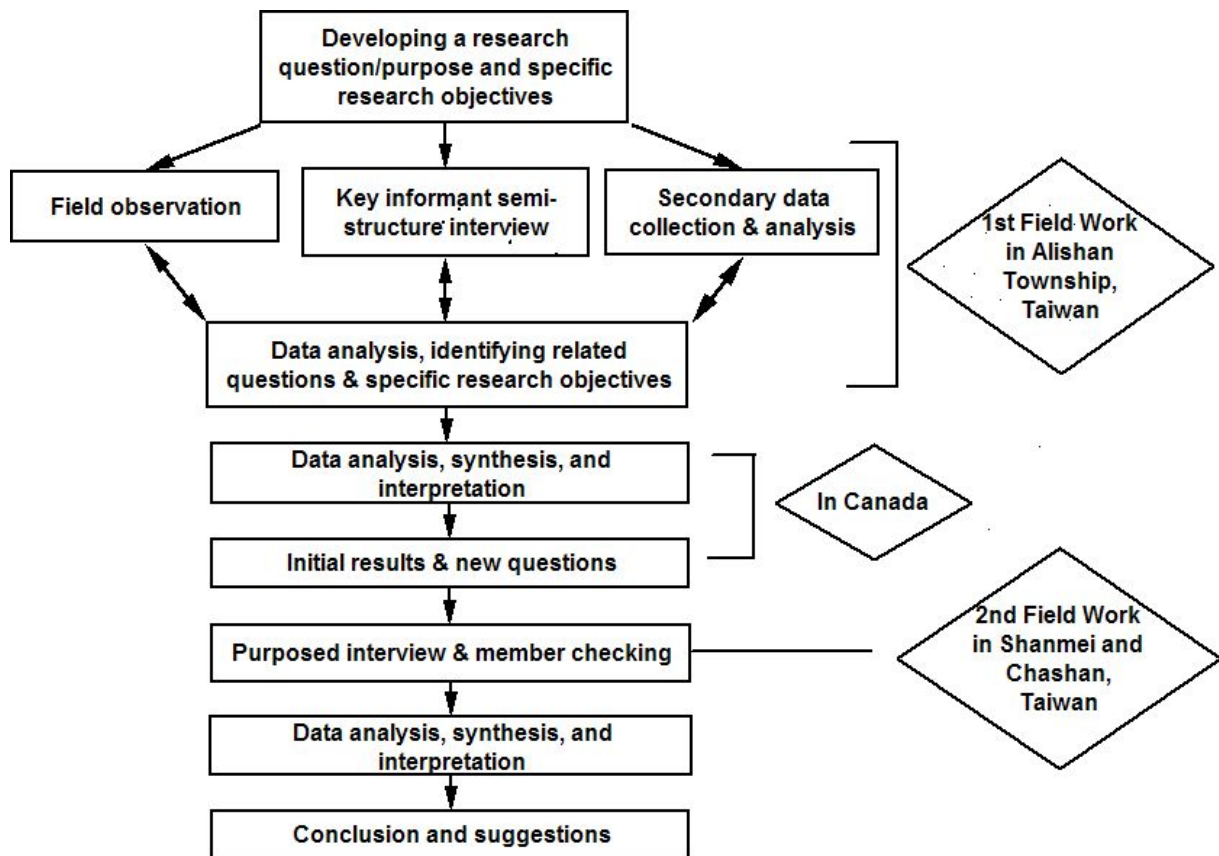 Developing a research
question/purpose and specific
research objectives
Field observation
Key informant semi-
structure interview
Secondary data
collection & analysis
1st Field Work
in Alishan
Township,
Taiwan
Data analysis, identifying related
questions & specific research objectives
Data analysis, synthesis, and
interpretation
In Canada
Initial results & new questions
Purposed interview & member checking
2nd Field Work
in Shanmei and
Chashan,
Taiwan
Data analysis, synthesis, and
interpretation
Conclusion and suggestions